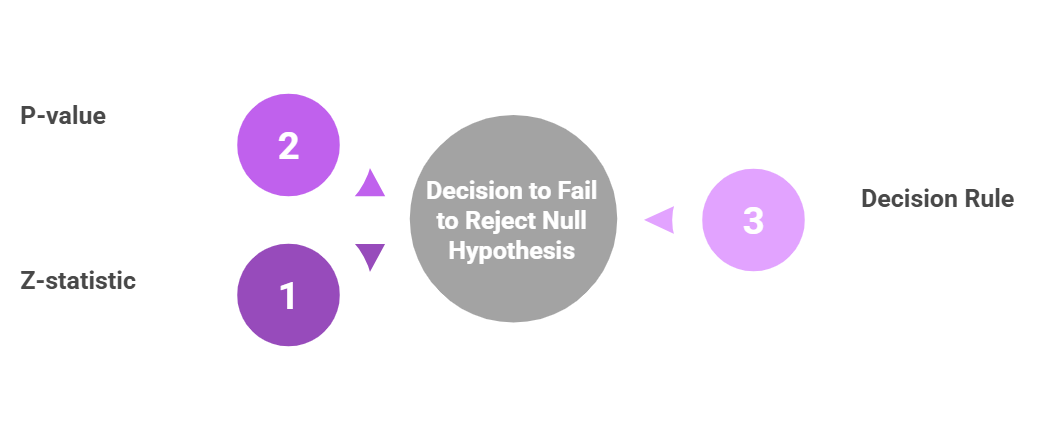 P-value
2
Z-statistic
1
Decision to Fail
to Reject Null
Hypothesis
3
Decision Rule